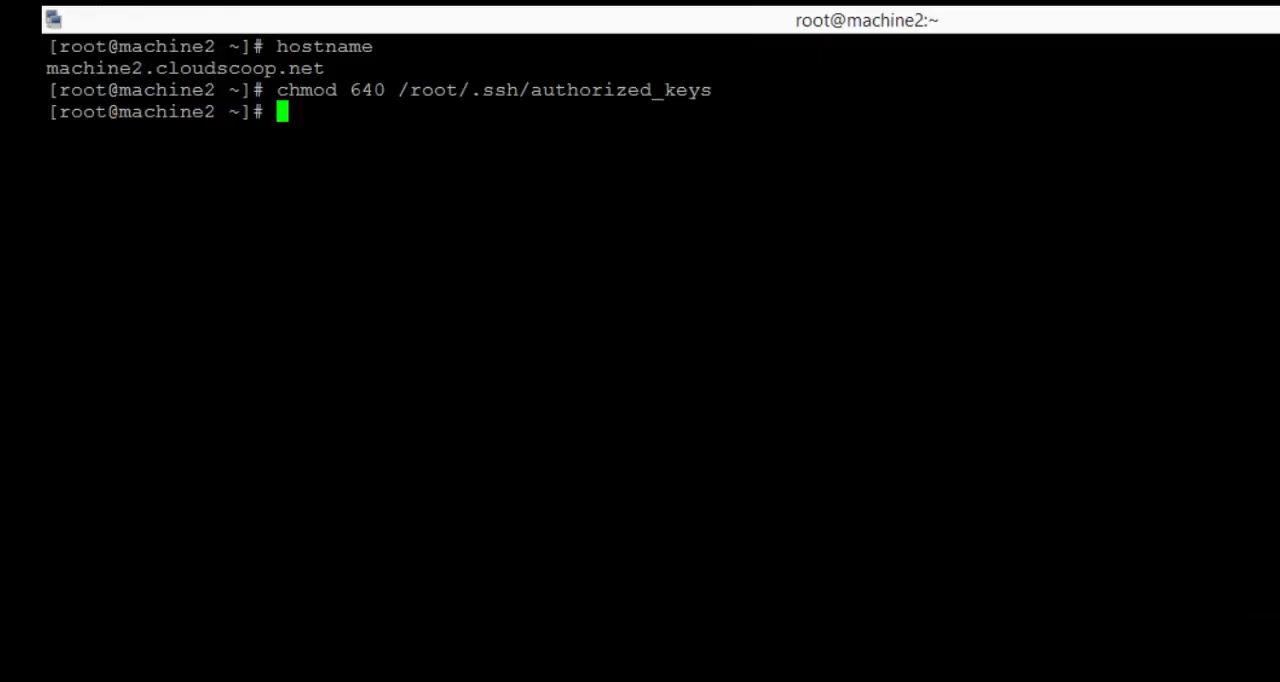 root@machine2:~
[root@machine2 ~]# hostname
machine2.cloudscoop.net
[root@machine2 ~]# chmod 640 /root/.ssh/authorized_keys
[root@machine2 ~]#